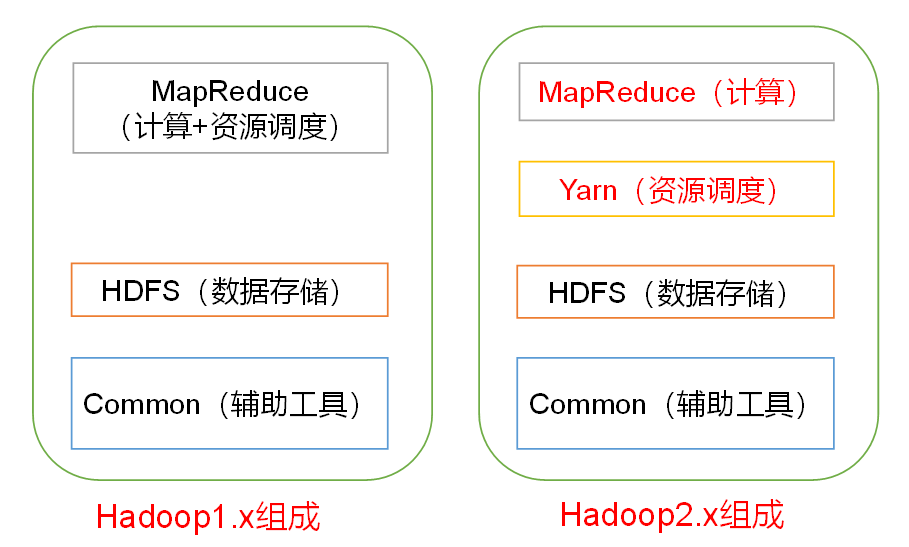 MapReduce
（计算+资源调度）
HDFS（数据存储）
Common（辅助工具）
Hadoop1.x组成
MapReduce（计算）
Yarn（资源调度）
HDFS（数据存储）
Common（辅助工具）
Hadoop2.x组成